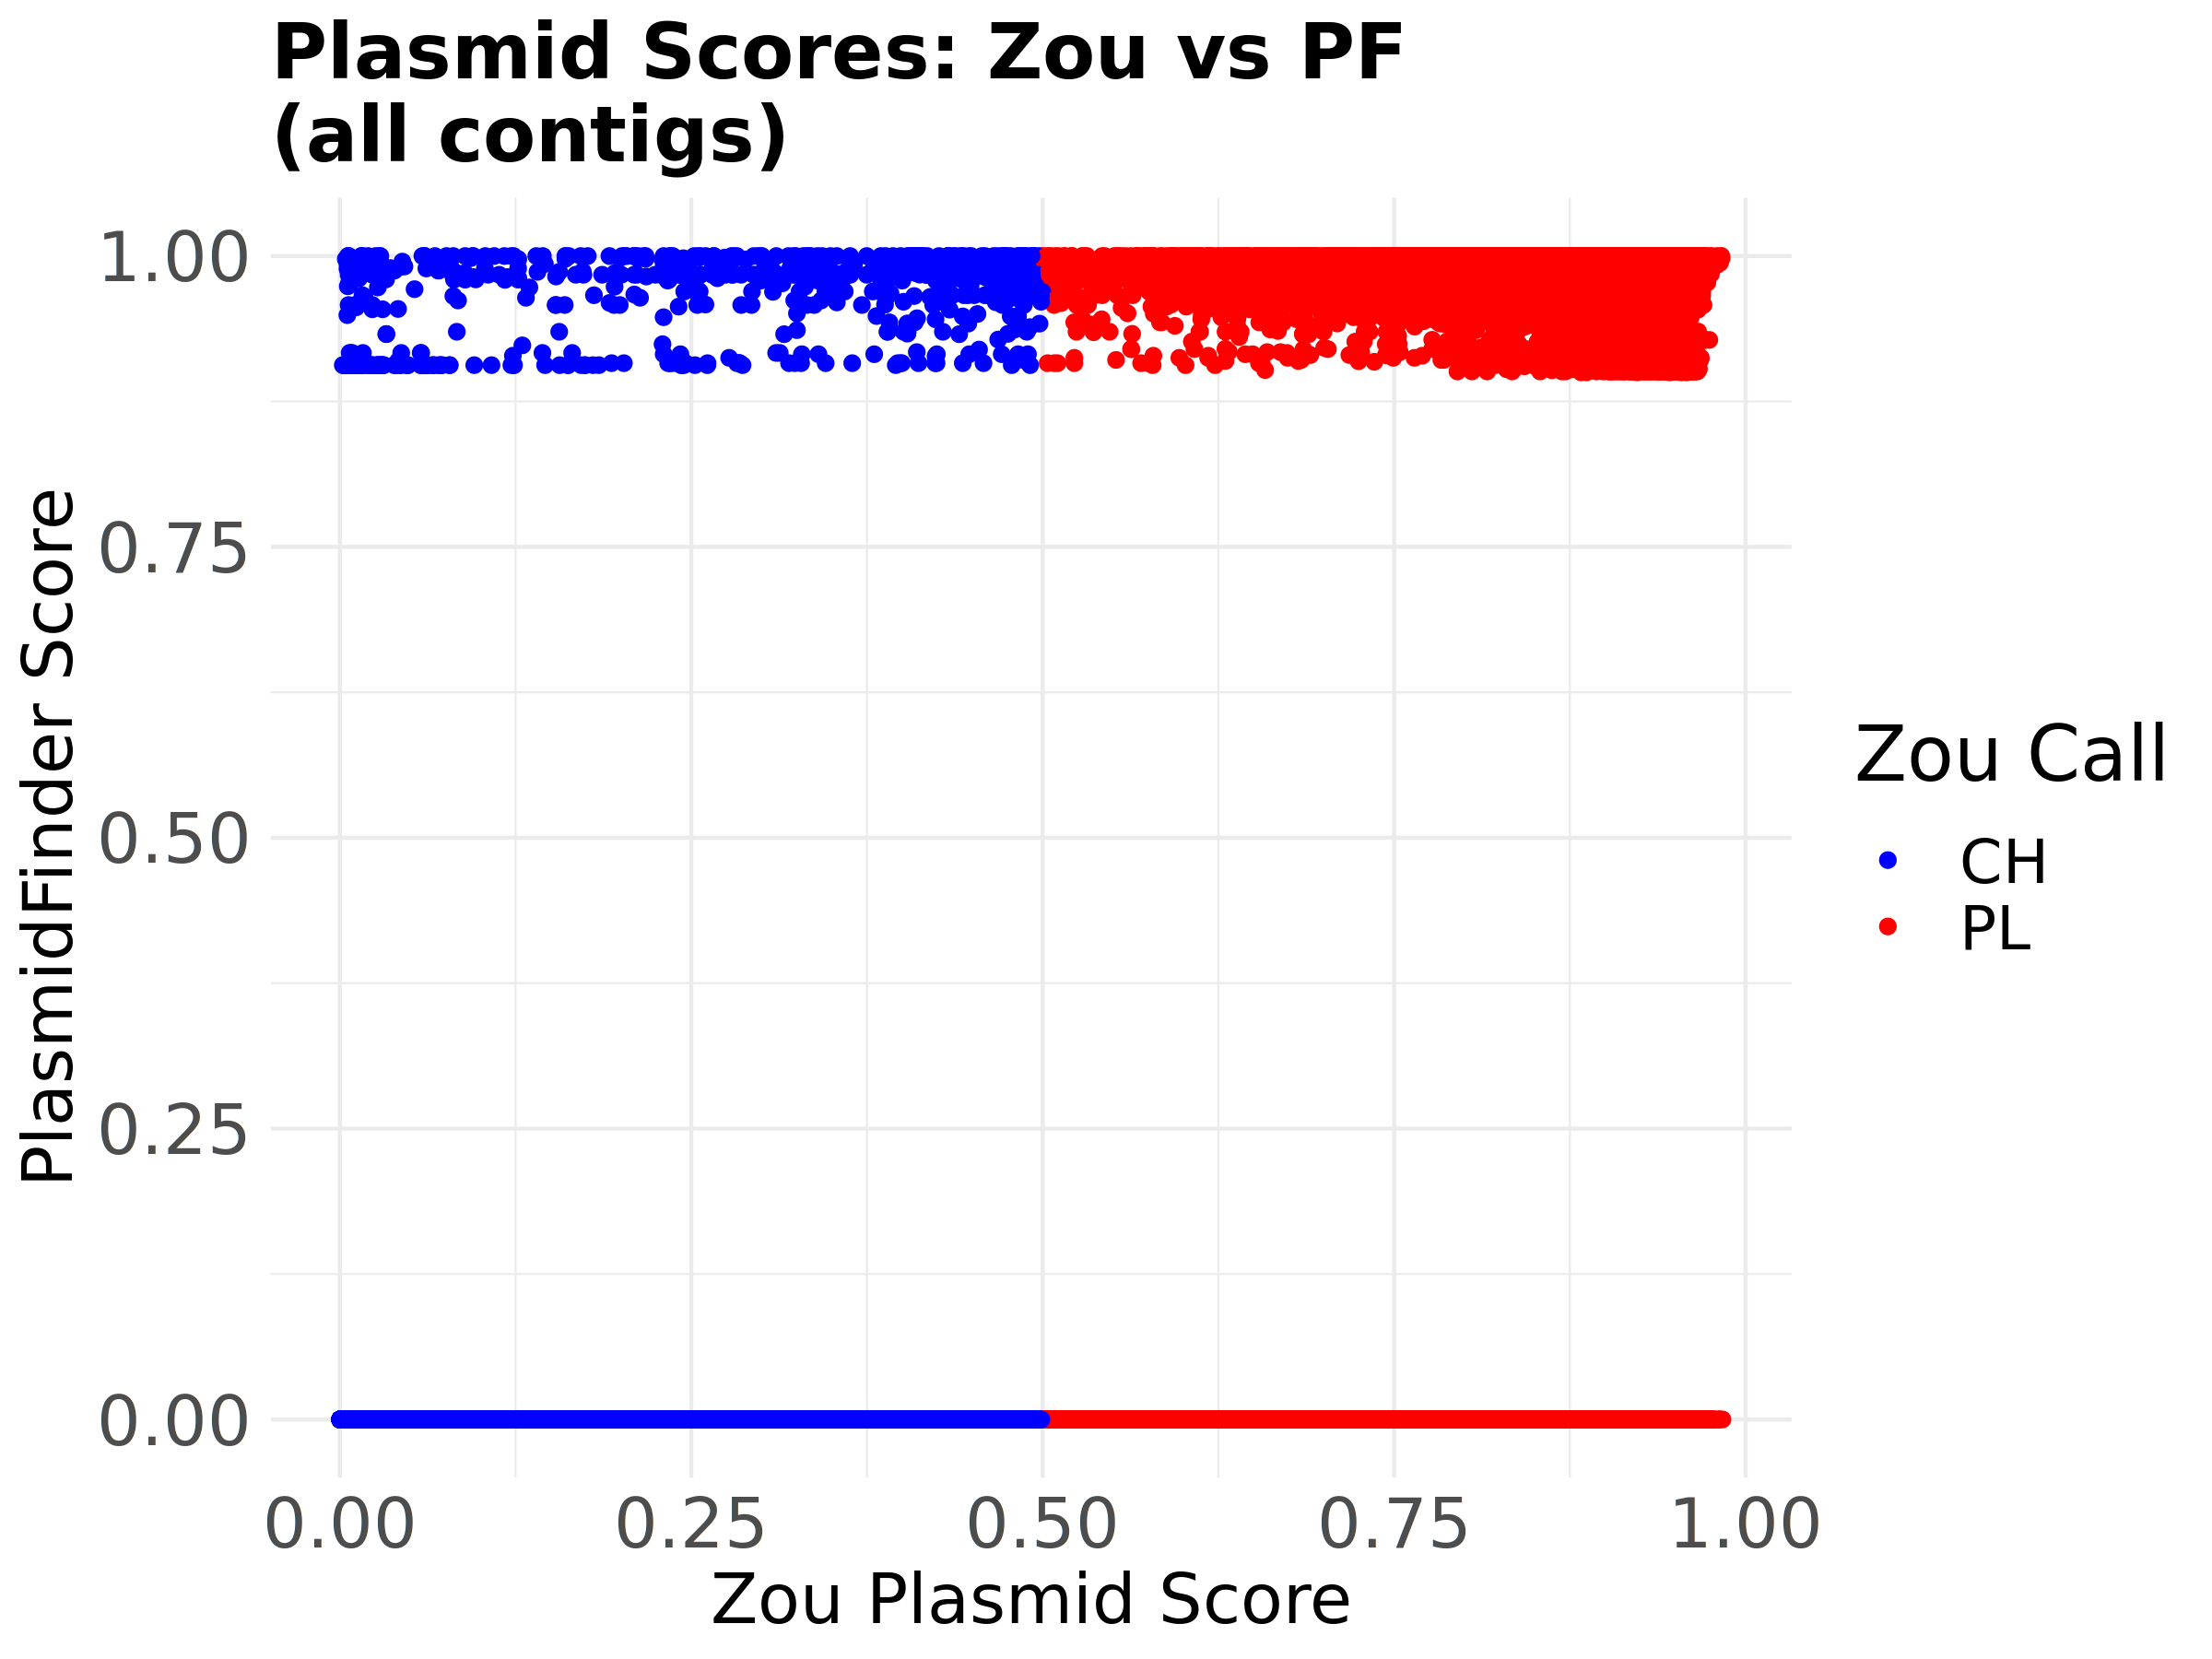 Plasmid Scores: Zou vs PF
(all contigs)
1.00
0.75
0.50
0.25
0.00
PlasmidFinder Score
0.00 0.25 0.50 0.75 1.00
Zou Plasmid Score
Zou Call
CH
PL